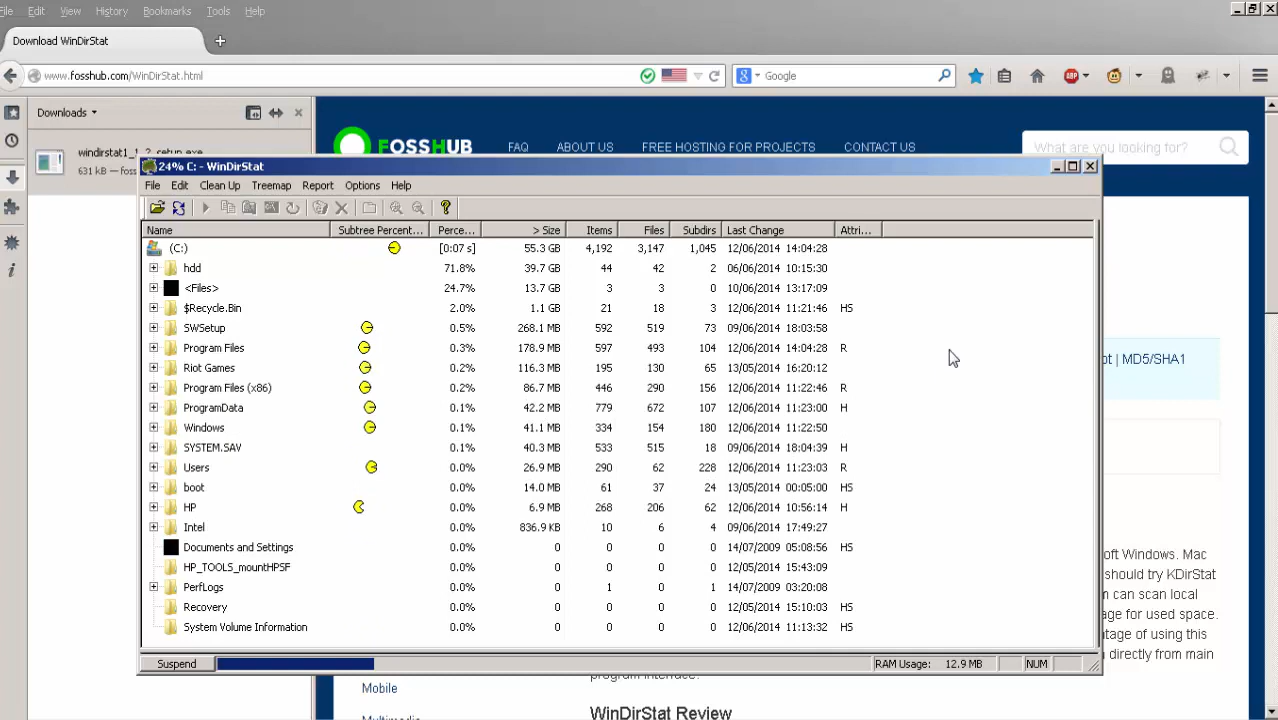 File Edit View History Bookmarks Tools Help
Download WinDirStat
www.fosshub.com/WinDirStat.html
Google
Downloads
windirstat1_1_2_setup.exe
631 kB — foss
FOSSHUB FAQ ABOUT US FREE HOSTING FOR PROJECTS CONTACT US
What are you looking for?
24% C: - WinDirStat
File Edit Clean Up Treemap Report Options Help
Name Subtree Percent... Perce... > Size Items Files Subdirs Last Change Attri...
(C:) [0:07 s] 55.3 GB 4,192 3,147 1,045 12/06/2014 14:04:28
hdd 71.8% 39.7 GB 44 42 2 06/06/2014 10:15:30
<Files> 24.7% 13.7 GB 3 3 0 10/06/2014 13:17:09
$Recycle.Bin 2.0% 1.1 GB 21 18 3 12/06/2014 11:21:46 HS
SWSetup 0.5% 268.1 MB 592 519 73 09/06/2014 18:03:58
Program Files 0.3% 178.9 MB 597 493 104 12/06/2014 14:04:28 R
Riot Games 0.2% 116.3 MB 195 130 65 13/05/2014 16:20:12
Program Files (x86) 0.2% 86.7 MB 446 290 156 12/06/2014 11:22:46 R
ProgramData 0.1% 42.2 MB 779 672 107 12/06/2014 11:23:00 H
Windows 0.1% 41.1 MB 334 154 180 12/06/2014 11:22:50
SYSTEM.SAV 0.1% 40.3 MB 533 515 18 09/06/2014 18:04:39 H
Users 0.0% 26.9 MB 290 62 228 12/06/2014 11:23:03 R
boot 0.0% 14.0 MB 61 37 24 13/05/2014 00:05:00 HS
HP 0.0% 6.9 MB 268 206 62 12/06/2014 10:56:14 H
Intel 0.0% 836.9 KB 10 6 4 09/06/2014 17:49:27
Documents and Settings 0.0% 0 0 0 0 14/07/2009 05:08:56 HS
HP_TOOLS_mountHPSF 0.0% 0 0 0 0 12/05/2014 15:43:09
PerfLogs 0.0% 0 1 0 1 14/07/2009 03:20:08
Recovery 0.0% 0 0 0 0 12/05/2014 15:10:03 HS
System Volume Information 0.0% 0 0 0 0 12/06/2014 11:13:32 HS
Suspend RAM Usage: 12.9 MB NUM
pt | MD5/SHA1
oft Windows. Mac
should try KDirStat
m can scan local
age for used space.
ntage of using this
directly from main
program interface.
Mobile
Multimedia
WinDirStat Review